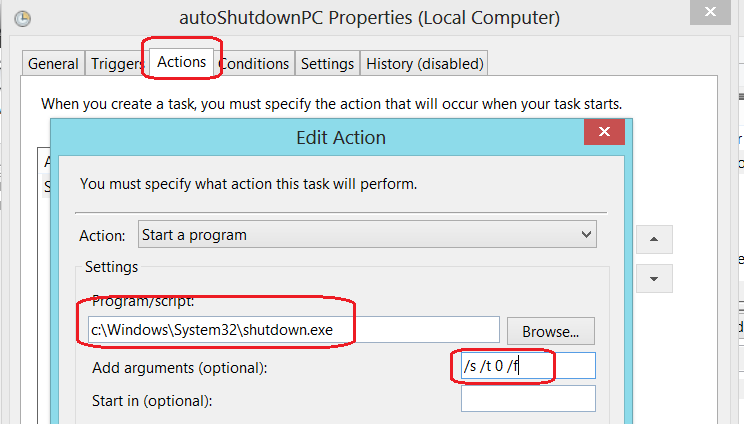 autoShutdownPC Properties (Local Computer)
General Triggers Actions Conditions Settings History (disabled)
When you create a task, you must specify the action that will occur when your task starts.
Edit Action
You must specify what action this task will perform.
Action: Start a program
Settings
Program/script:
c:\Windows\System32\shutdown.exe Browse...
Add arguments (optional): /s /t 0 /f
Start in (optional):